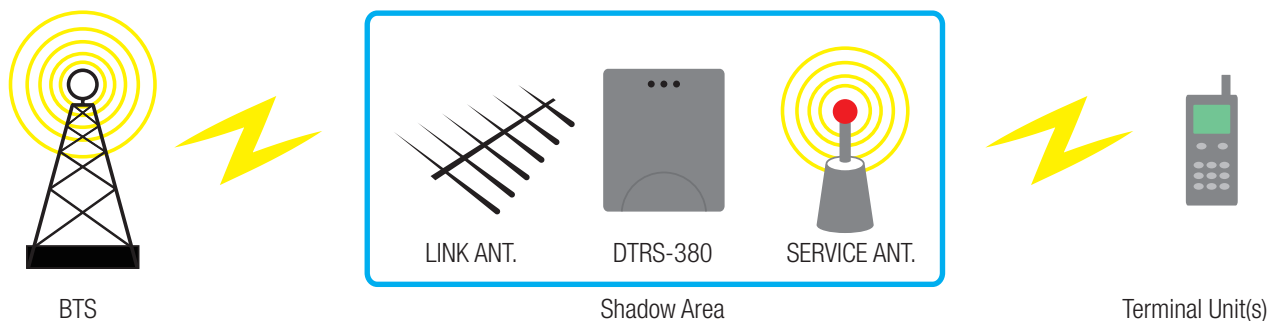 LINK ANT.
DTRS-380
SERVICE ANT.
BTS
Shadow Area
Terminal Unit(s)